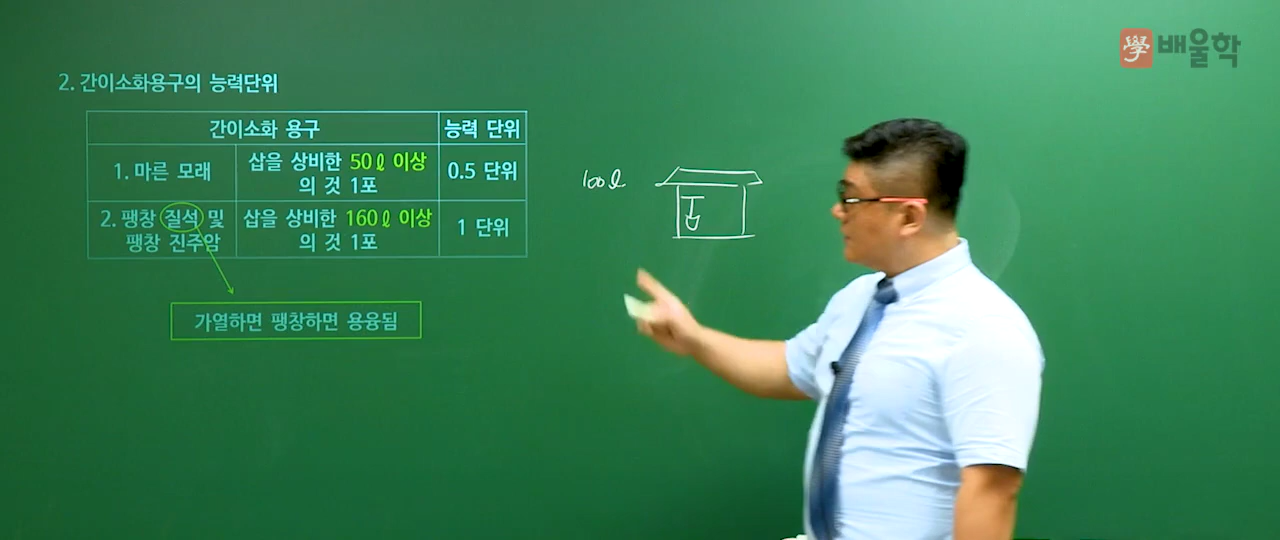 學 배울학
2. 간이소화용구의 능력단위
간이소화 용구
능력 단위
1. 마른 모래
삽을 상비한 50ℓ 이상
의 것 1포
0.5 단위
2. 팽창 질석 및
팽창 진주암
삽을 상비한 160ℓ 이상
의 것 1포
1 단위
가열하면 팽창하면 용융됨
100ℓ